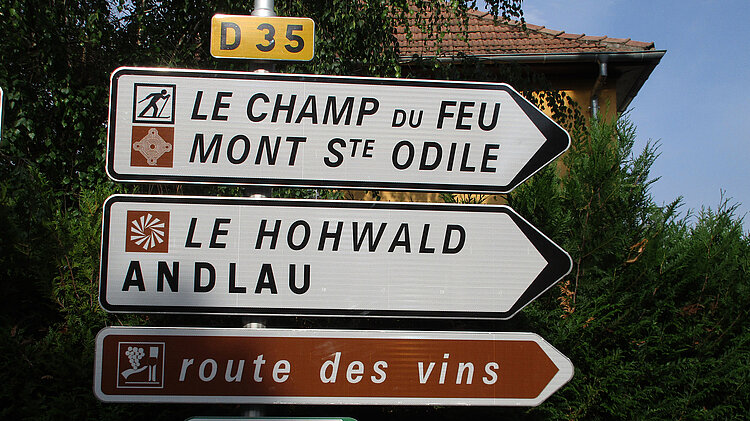 D 35
LE CHAMP DU FEU
MONT STE ODILE
LE HOHWALD
ANDLAU
route des vins